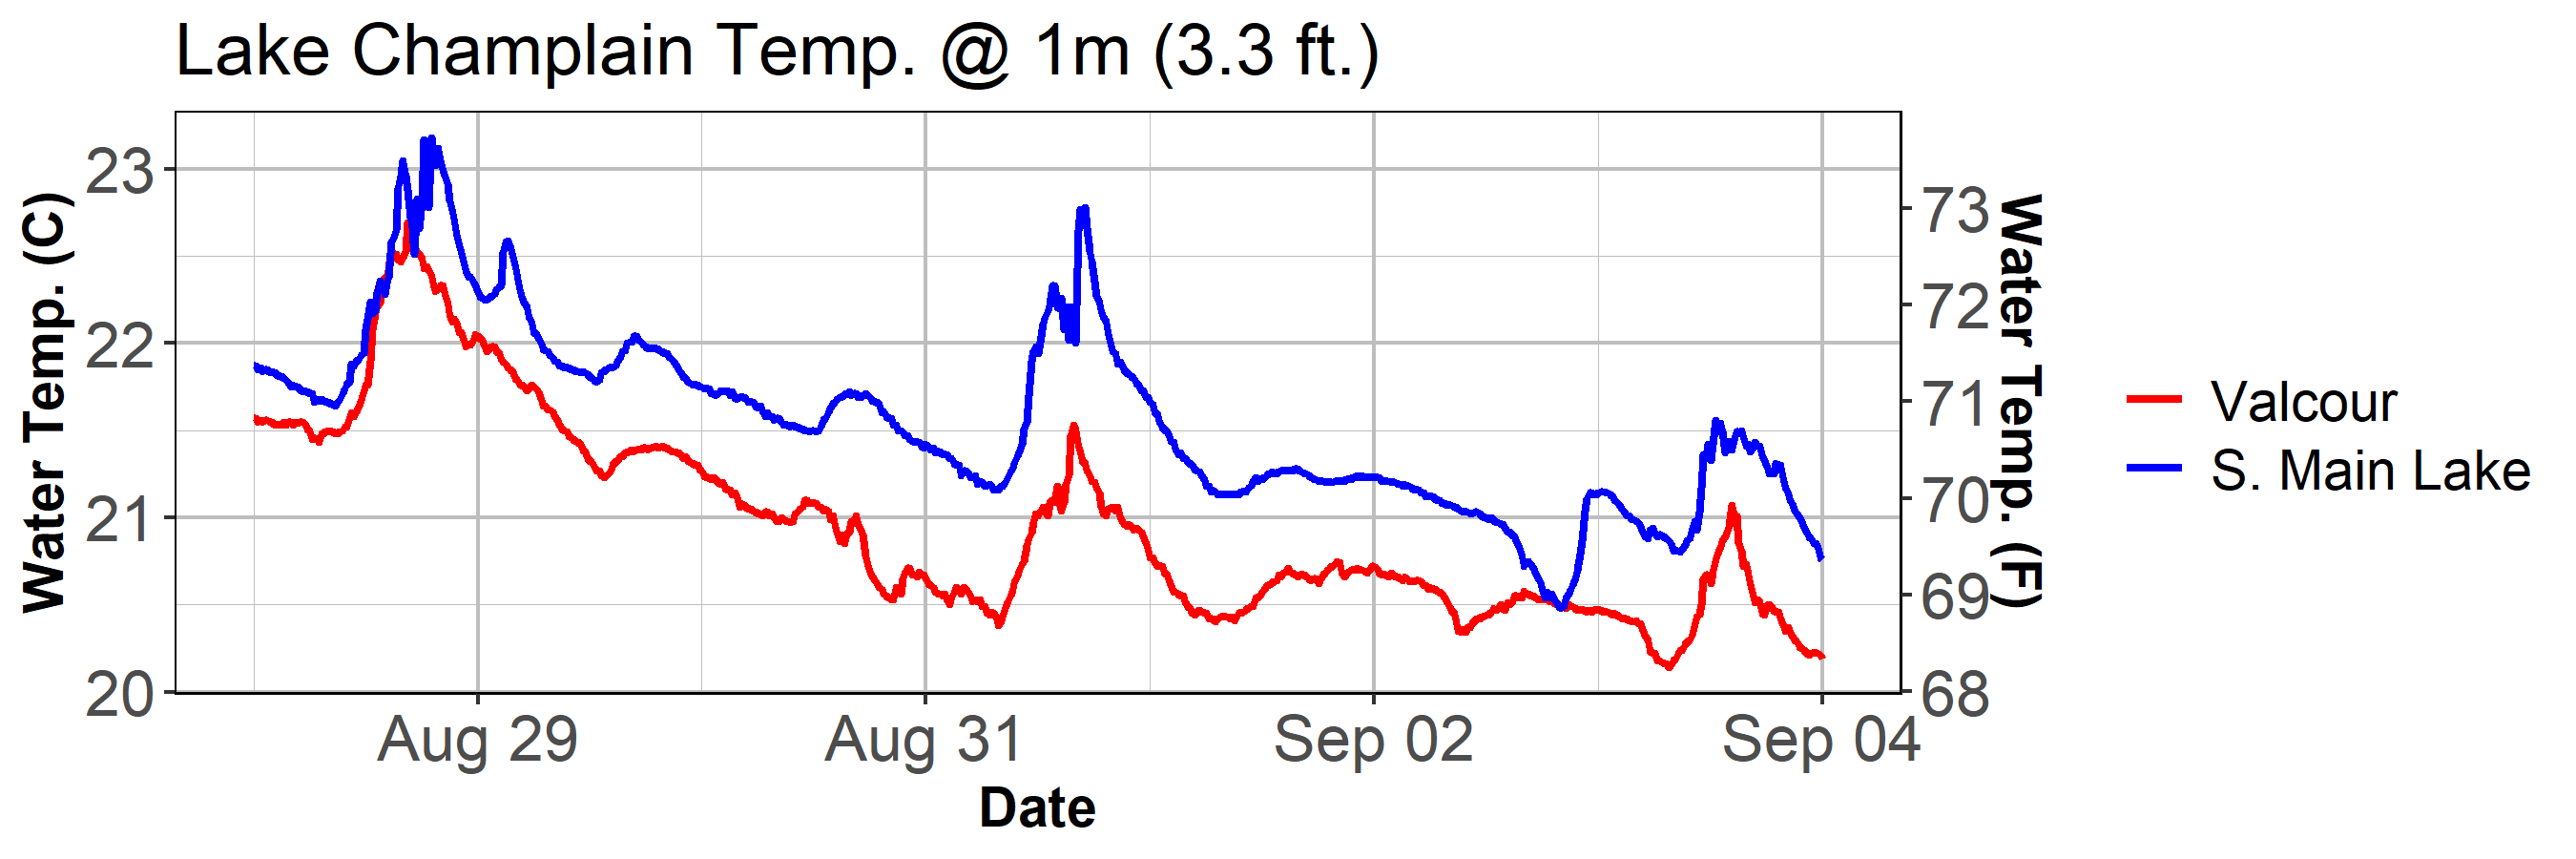 Lake Champlain Temp. @ 1m (3.3 ft.)
Water Temp. (C)
23
22
21
20
73
72
71
70
69
68
Water Temp. (F)
Aug 29
Aug 31
Sep 02
Sep 04
Date
Valcour
S. Main Lake